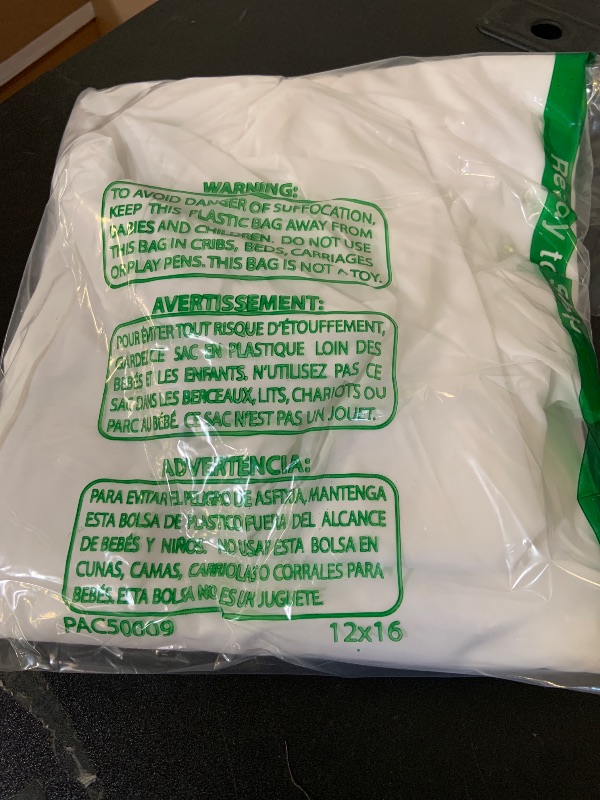 WARNING:
TO AVOID DANGER OF SUFFOCATION,
KEEP THIS PLASTIC BAG AWAY FROM
BABIES AND CHILDREN. DO NOT USE
THIS BAG IN CRIBS, BEDS, CARRIAGES
OR PLAY PENS. THIS BAG IS NOT A TOY.
AVERTISSEMENT:
POUR ÉVITER TOUT RISQUE D'ÉTOUFFEMENT,
GARDEZ CE SAC EN PLASTIQUE LOIN DES
BÉBÉS ET LES ENFANTS. N'UTILISEZ PAS CE
SAC DANS LES BERCEAUX, LITS, CHARIOTS OU
PARC AU BÉBÉ. CE SAC N'EST PAS UN JOUET.
ADVERTENCIA:
PARA EVITAR EL PELIGRO DE ASFIXIA, MANTENGA
ESTA BOLSA DE PLASTICO FUERA DEL ALCANCE
DE BEBÉS Y NIÑOS. NO USAR ESTA BOLSA EN
CUNAS, CAMAS, CARRIOLAS O CORRALES PARA
BEBÉS. ESTA BOLSA NO ES UN JUGUETE.
PAC50009 12x16
Ready to